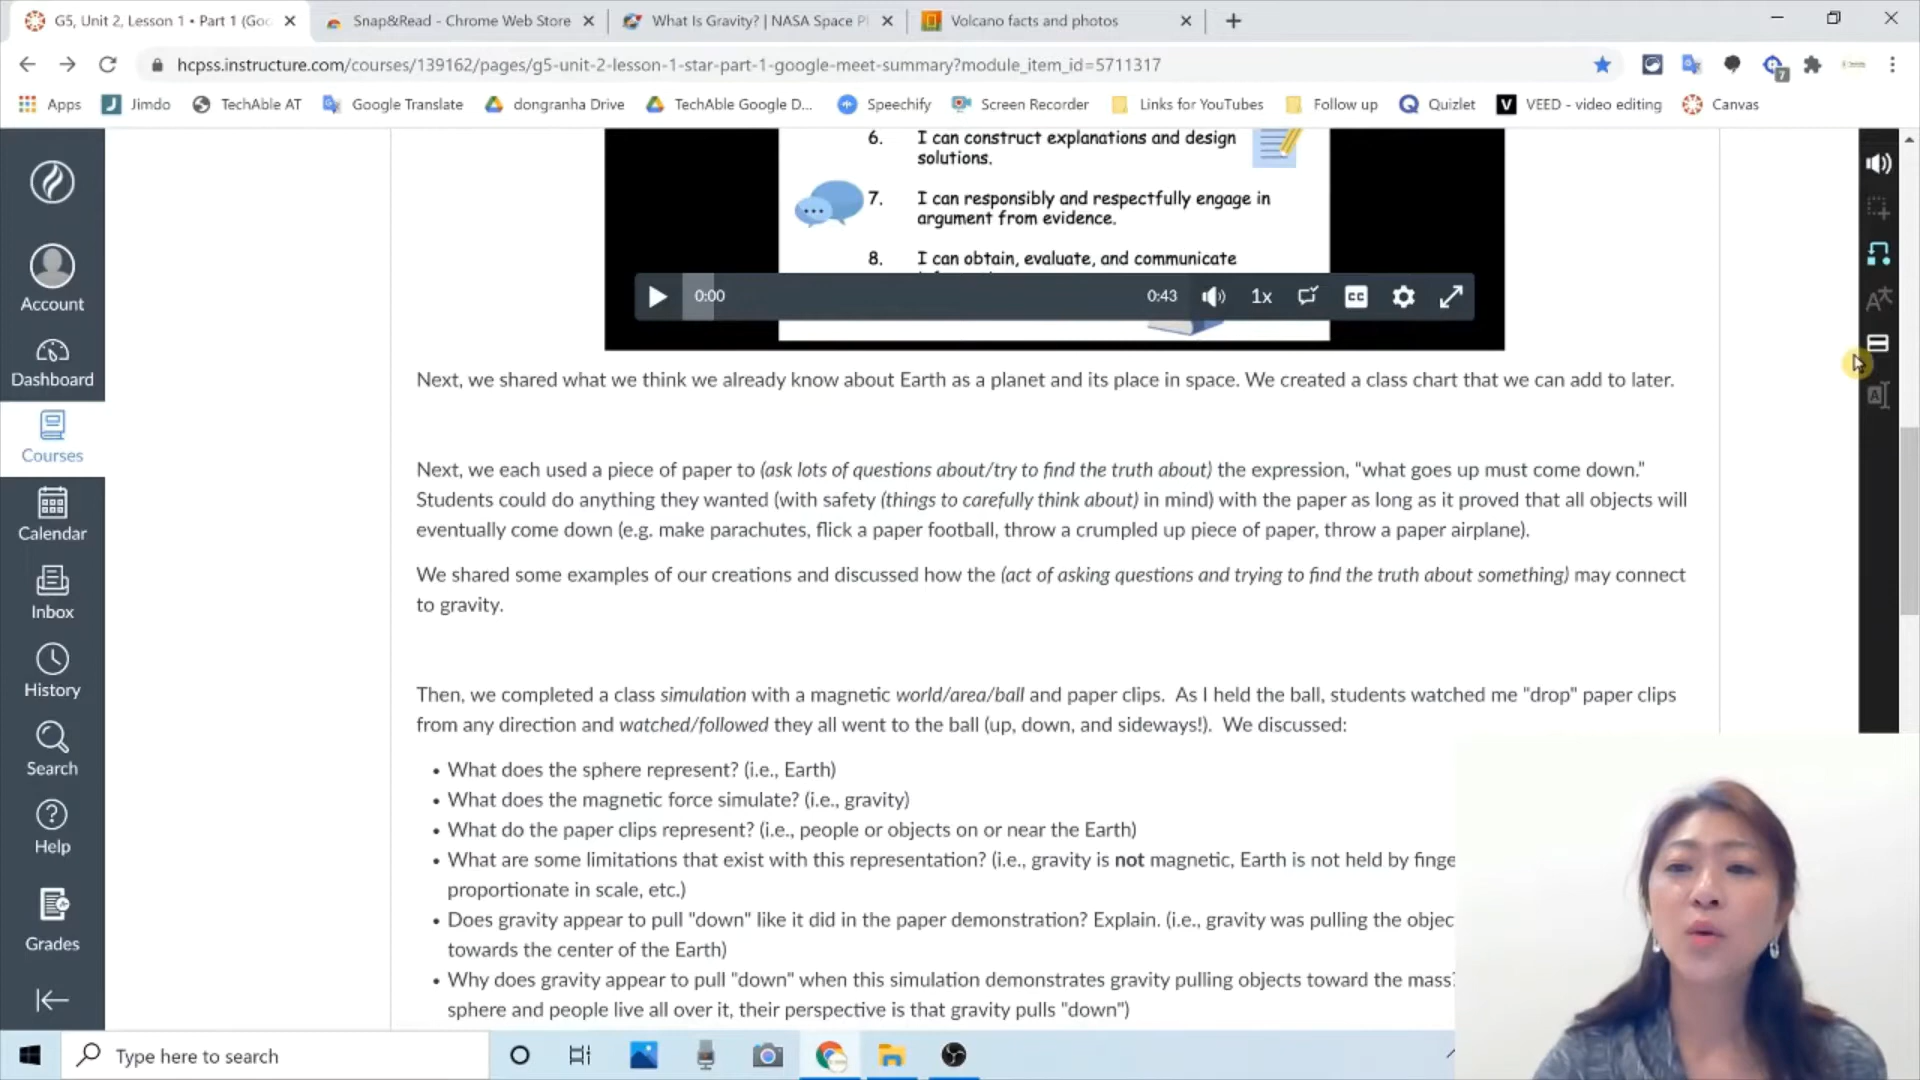 G5, Unit 2, Lesson 1 • Part 1 (Goo
Snap&Read - Chrome Web Store
What Is Gravity? | NASA Space Pl
Volcano facts and photos
hcpss.instructure.com/courses/139162/pages/g5-unit-2-lesson-1-star-part-1-google-meet-summary?module_item_id=5711317
7
Apps
Jimdo
TechAble AT
Google Translate
dongranha Drive
TechAble Google D...
Speechify
Screen Recorder
Links for YouTubes
Follow up
Quizlet
VEED - video editing
Canvas
Account
Dashboard
Courses
Calendar
Inbox
History
Search
Help
Grades
6. I can construct explanations and design
solutions.
7. I can responsibly and respectfully engage in
argument from evidence.
8. I can obtain, evaluate, and communicate
0:00
0:43
1x
CC
Next, we shared what we think we already know about Earth as a planet and its place in space. We created a class chart that we can add to later.
Next, we each used a piece of paper to (ask lots of questions about/try to find the truth about) the expression, "what goes up must come down."
Students could do anything they wanted (with safety (things to carefully think about) in mind) with the paper as long as it proved that all objects will
eventually come down (e.g. make parachutes, flick a paper football, throw a crumpled up piece of paper, throw a paper airplane).
We shared some examples of our creations and discussed how the (act of asking questions and trying to find the truth about something) may connect
to gravity.
Then, we completed a class simulation with a magnetic world/area/ball and paper clips. As I held the ball, students watched me "drop" paper clips
from any direction and watched/followed they all went to the ball (up, down, and sideways!). We discussed:
• What does the sphere represent? (i.e., Earth)
• What does the magnetic force simulate? (i.e., gravity)
• What do the paper clips represent? (i.e., people or objects on or near the Earth)
• What are some limitations that exist with this representation? (i.e., gravity is not magnetic, Earth is not held by finge
proportionate in scale, etc.)
• Does gravity appear to pull "down" like it did in the paper demonstration? Explain. (i.e., gravity was pulling the objec
towards the center of the Earth)
• Why does gravity appear to pull "down" when this simulation demonstrates gravity pulling objects toward the mass?
sphere and people live all over it, their perspective is that gravity pulls "down")
Type here to search